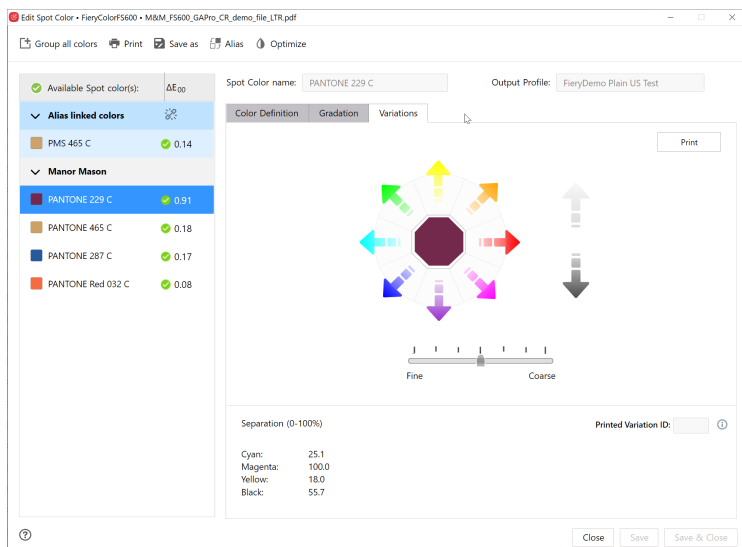 Edit Spot Color • FieryColorFS600 • M&M_FS600_GAPro_CR_demo_file_LTR.pdf
Group all colors Print Save as Alias Optimize
Available Spot color(s): ΔE00
Alias linked colors
PMS 465 C 0.14
Manor Mason
PANTONE 229 C 0.91
PANTONE 465 C 0.18
PANTONE 287 C 0.17
PANTONE Red 032 C 0.08
Spot Color name: PANTONE 229 C Output Profile: FieryDemo Plain US Test
Color Definition Gradation Variations
Print
Fine Coarse
Separation (0-100%) Printed Variation ID:
Cyan: 25.1
Magenta: 100.0
Yellow: 18.0
Black: 55.7
Close Save Save & Close